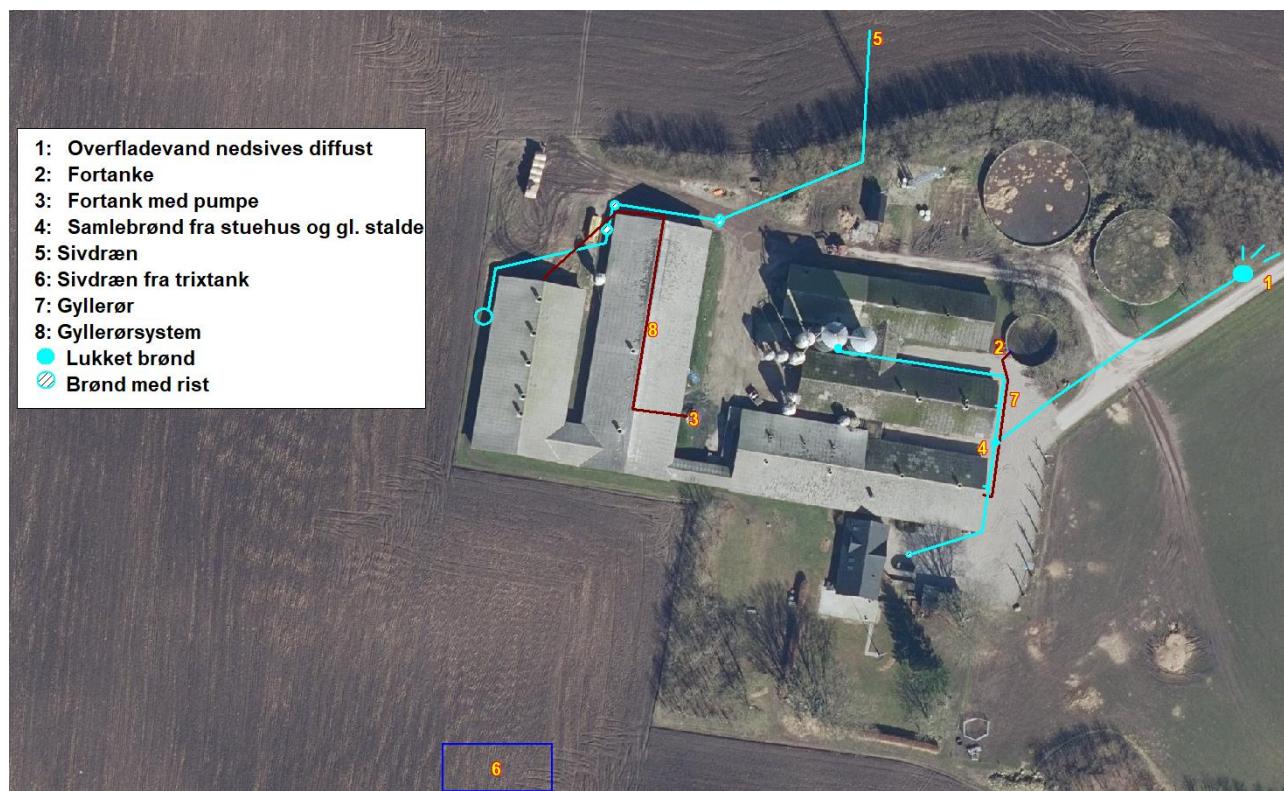 1: Overfladevand nedsives diffust
2: Fortanke
3: Fortank med pumpe
4: Samlebrønd fra stuehus og gl. stalde
5: Sivdræn
6: Sivdræn fra trixtank
7: Gyllerør
8: Gyllerørsystem
Lukket brønd
Brønd med rist
5
1
2
8
7
3
4
6